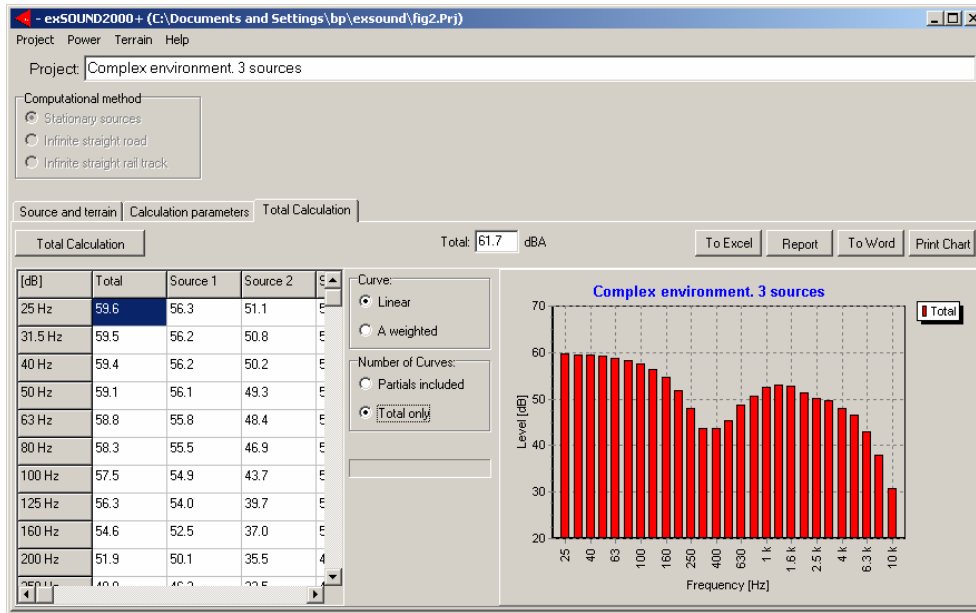 - exSOUND2000+ (C:\Documents and Settings\bp\exsound\fig2.Prj)
Project Power Terrain Help
Project: Complex environment. 3 sources
Computational method
Stationary sources
Infinite straight road
Infinite straight rail track
Source and terrain Calculation parameters Total Calculation
Total Calculation Total: 61.7 dBA To Excel Report To Word Print Chart
[dB] Total Source 1 Source 2
25 Hz 59.6 56.3 51.1
31.5 Hz 59.5 56.2 50.8
40 Hz 59.4 56.2 50.2
50 Hz 59.1 56.1 49.3
63 Hz 58.8 55.8 48.4
80 Hz 58.3 55.5 46.9
100 Hz 57.5 54.9 43.7
125 Hz 56.3 54.0 39.7
160 Hz 54.6 52.5 37.0
200 Hz 51.9 50.1 35.5
Curve:
Linear
A weighted
Number of Curves:
Partials included
Total only
Complex environment. 3 sources
Total
Level [dB]
70
60
50
40
30
20
25 40 63 100 160 250 400 630 1 k 1.6 k 2.5 k 4 k 6.3 k 10 k
Frequency [Hz]